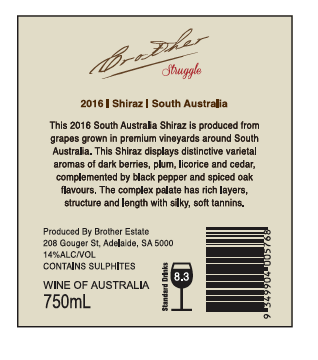 Brother
Struggle
2016 | Shiraz | South Australia
This 2016 South Australia Shiraz is produced from
grapes grown in premium vineyards around South
Australia. This Shiraz displays distinctive varietal
aromas of dark berries, plum, licorice and cedar,
complemented by black pepper and spiced oak
flavours. The complex palate has rich layers,
structure and length with silky, soft tannins.
Produced By Brother Estate
208 Gouger St, Adelaide, SA 5000
14%ALC/VOL
CONTAINS SULPHITES
WINE OF AUSTRALIA
750mL
Standard Drinks
8.3
9 349904 005768